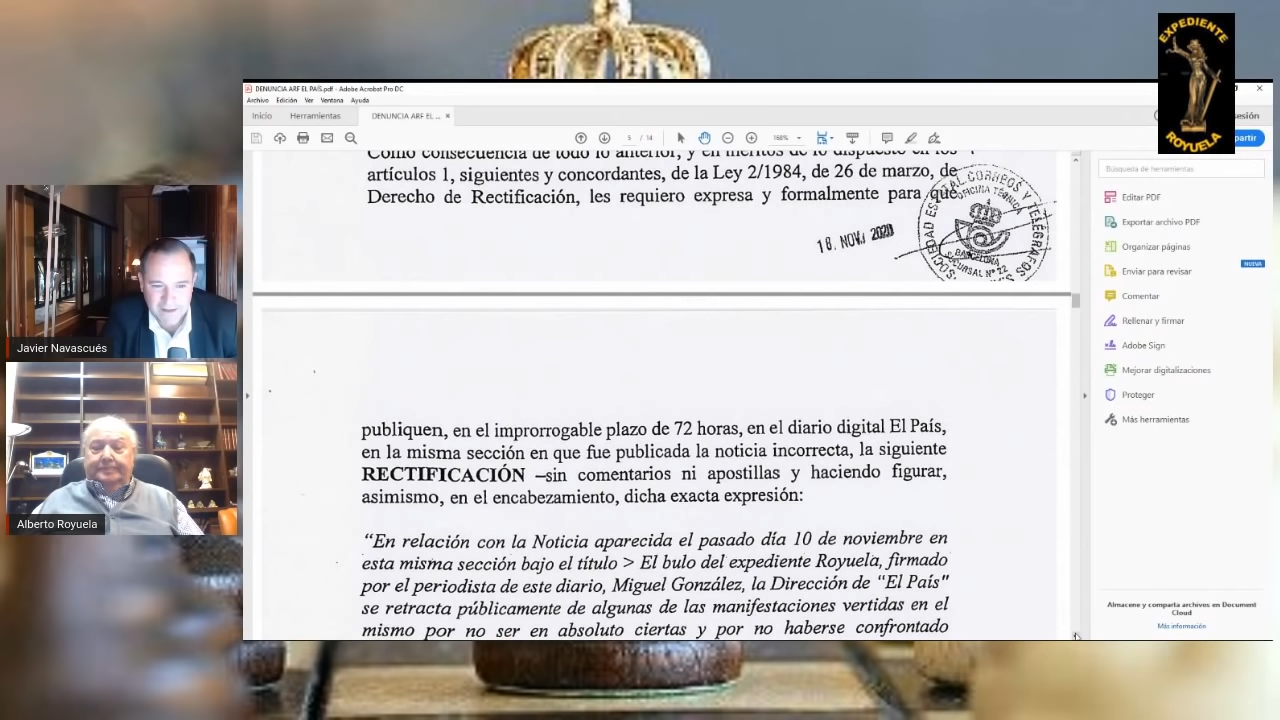 EXPEDIENTE
ROYUELA
DENUNCIA ARF EL PAÍS.pdf - Adobe Acrobat Pro DC
Archivo Edición Ver Ventana Ayuda
Inicio Herramientas DENUNCIA ARF EL ... ×
5 / 14 168%
Como consecuencia de todo lo anterior, y en méritos de lo dispuesto en los
artículos 1, siguientes y concordantes, de la Ley 2/1984, de 26 de marzo, de
Derecho de Rectificación, les requiero expresa y formalmente para que
18. NOV. 2020
CORREOS Y TELÉGRAFOS
OFICINA TÉCNICA
BARCELONA
SUCURSAL Nº 22
publiquen, en el improrrogable plazo de 72 horas, en el diario digital El País,
en la misma sección en que fue publicada la noticia incorrecta, la siguiente
RECTIFICACIÓN –sin comentarios ni apostillas y haciendo figurar,
asimismo, en el encabezamiento, dicha exacta expresión:
“En relación con la Noticia aparecida el pasado día 10 de noviembre en
esta misma sección bajo el título > El bulo del expediente Royuela, firmado
por el periodista de este diario, Miguel González, la Dirección de “El País"
se retracta públicamente de algunas de las manifestaciones vertidas en el
mismo por no ser en absoluto ciertas y por no haberse confrontado
Búsqueda de herramientas
Editar PDF
Exportar archivo PDF
Organizar páginas
Enviar para revisar
NUEVA
Comentar
Rellenar y firmar
Adobe Sign
Mejorar digitalizaciones
Proteger
Más herramientas
Almacene y comparta archivos en Document
Cloud
Más información
Javier Navascués
Alberto Royuela